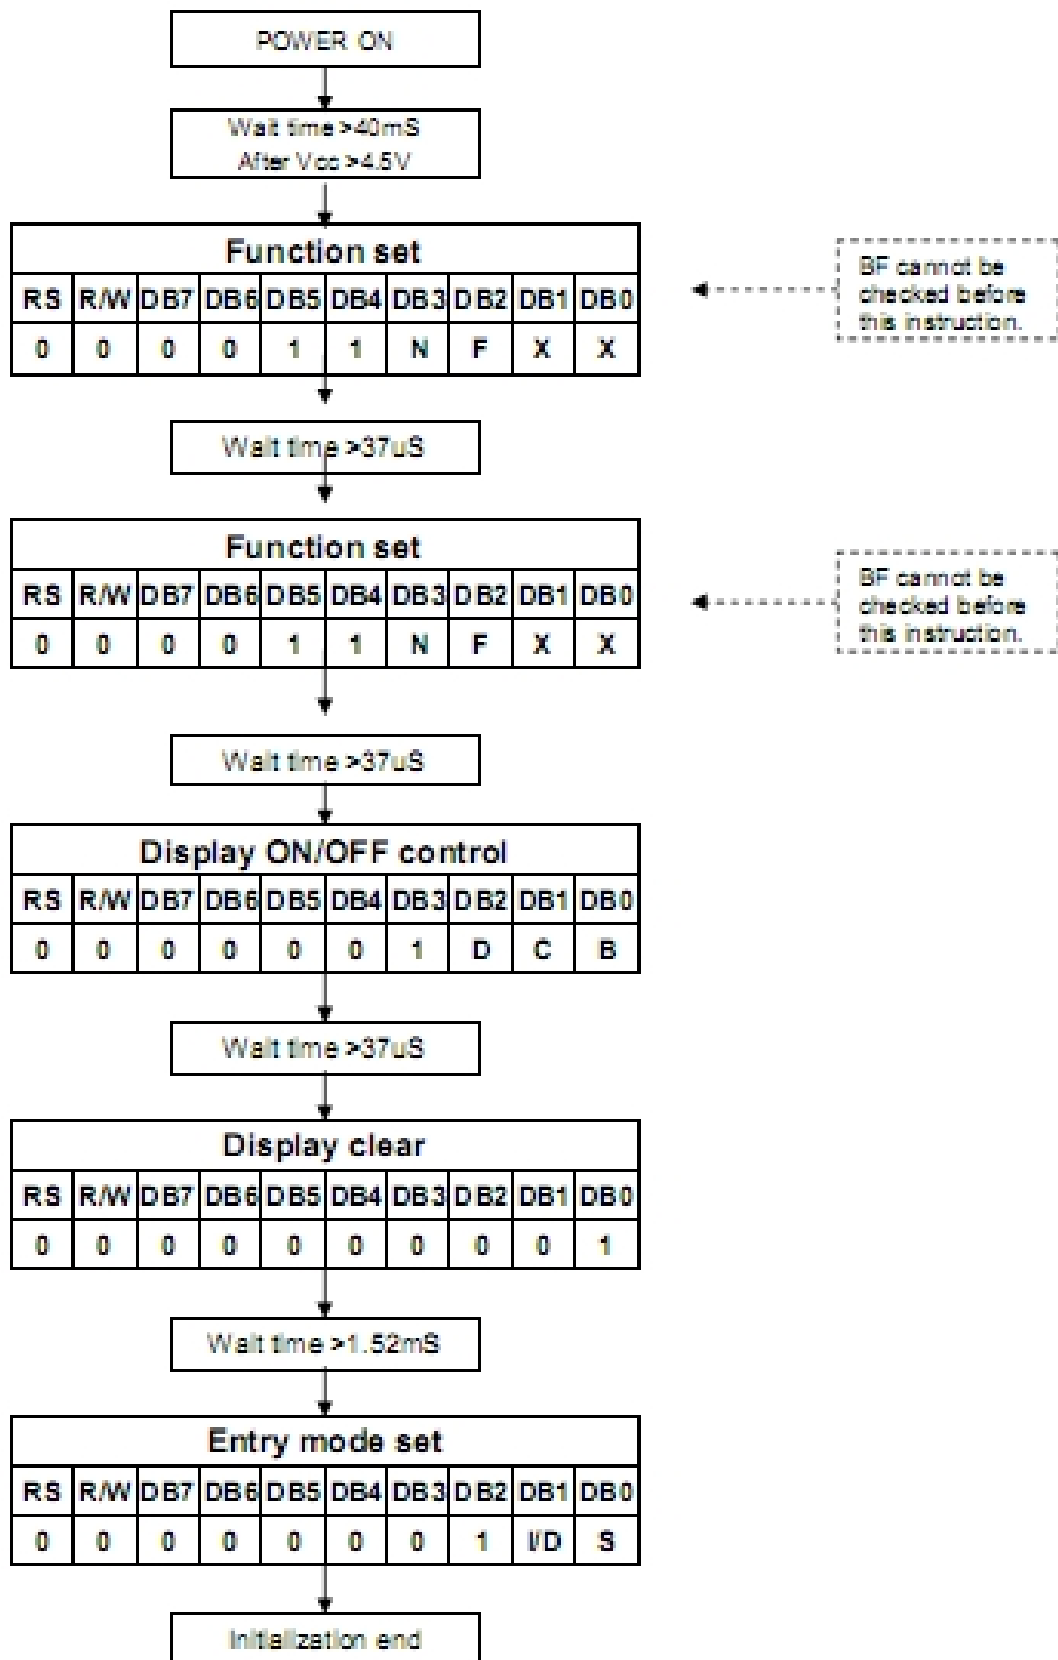 POWER ON
Wait time >40mS
After Vcc >4.5V
Function set
RS R/W DB7 DB6 DB5 DB4 DB3 DB2 DB1 DB0
0 0 0 0 1 1 N F X X
BF cannot be
checked before
this instruction.
Wait time >37uS
Function set
RS R/W DB7 DB6 DB5 DB4 DB3 DB2 DB1 DB0
0 0 0 0 1 1 N F X X
BF cannot be
checked before
this instruction.
Wait time >37uS
Display ON/OFF control
RS R/W DB7 DB6 DB5 DB4 DB3 DB2 DB1 DB0
0 0 0 0 0 0 1 D C B
Wait time >37uS
Display clear
RS R/W DB7 DB6 DB5 DB4 DB3 DB2 DB1 DB0
0 0 0 0 0 0 0 0 0 1
Wait time >1.52mS
Entry mode set
RS R/W DB7 DB6 DB5 DB4 DB3 DB2 DB1 DB0
0 0 0 0 0 0 0 1 I/D S
Initialization end